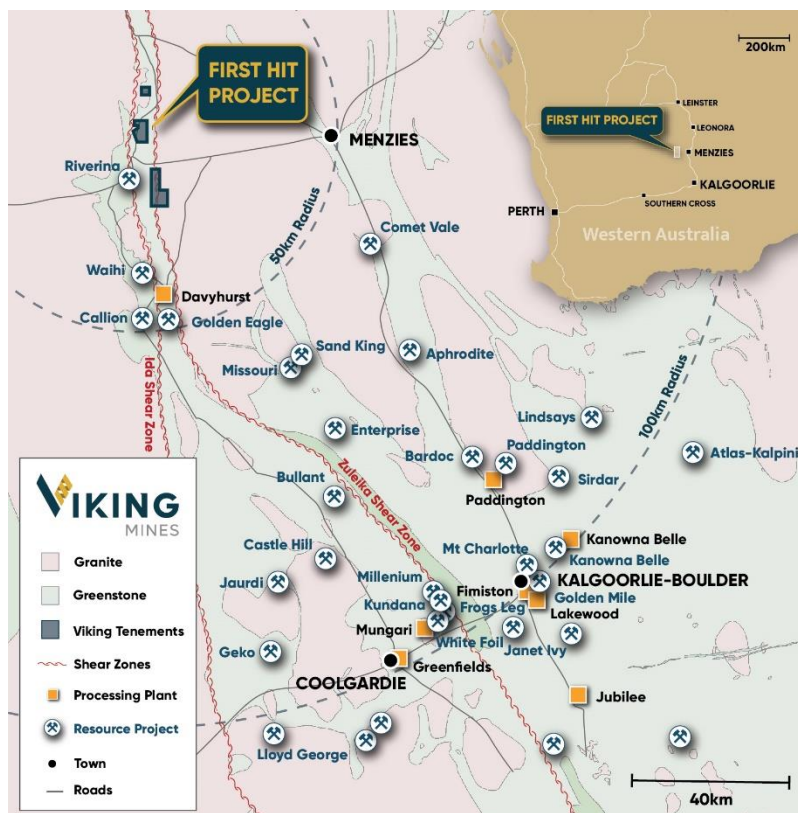 FIRST HIT
PROJECT
200km
LEINSTER
LEONORA
FIRST HIT PROJECT
MENZIES
KALGOORLIE
SOUTHERN CROSS
PERTH
Western Australia
MENZIES
Riverina
50km Radius
Comet Vale
Waihi
Davyhurst
Callion
Golden Eagle
Sand King
Missouri
Aphrodite
Ida Shear Zone
100km Radius
Lindsays
Enterprise
Bardoc
Paddington
Atlas-Kalpini
Sirdar
Paddington
Bullant
Zuleika Shear Zone
Kanowna Belle
Mt Charlotte
Kanowna Belle
Castle Hill
Millenium
Fimiston
KALGOORLIE-BOULDER
Jaurdi
Kundana
Frogs Leg
Golden Mile
Lakewood
Mungari
White Foil
Janet Ivy
Geko
Greenfields
COOLGARDIE
Jubilee
Lloyd George
40km
VIKING
MINES
Granite
Greenstone
Viking Tenements
Shear Zones
Processing Plant
Resource Project
Town
Roads